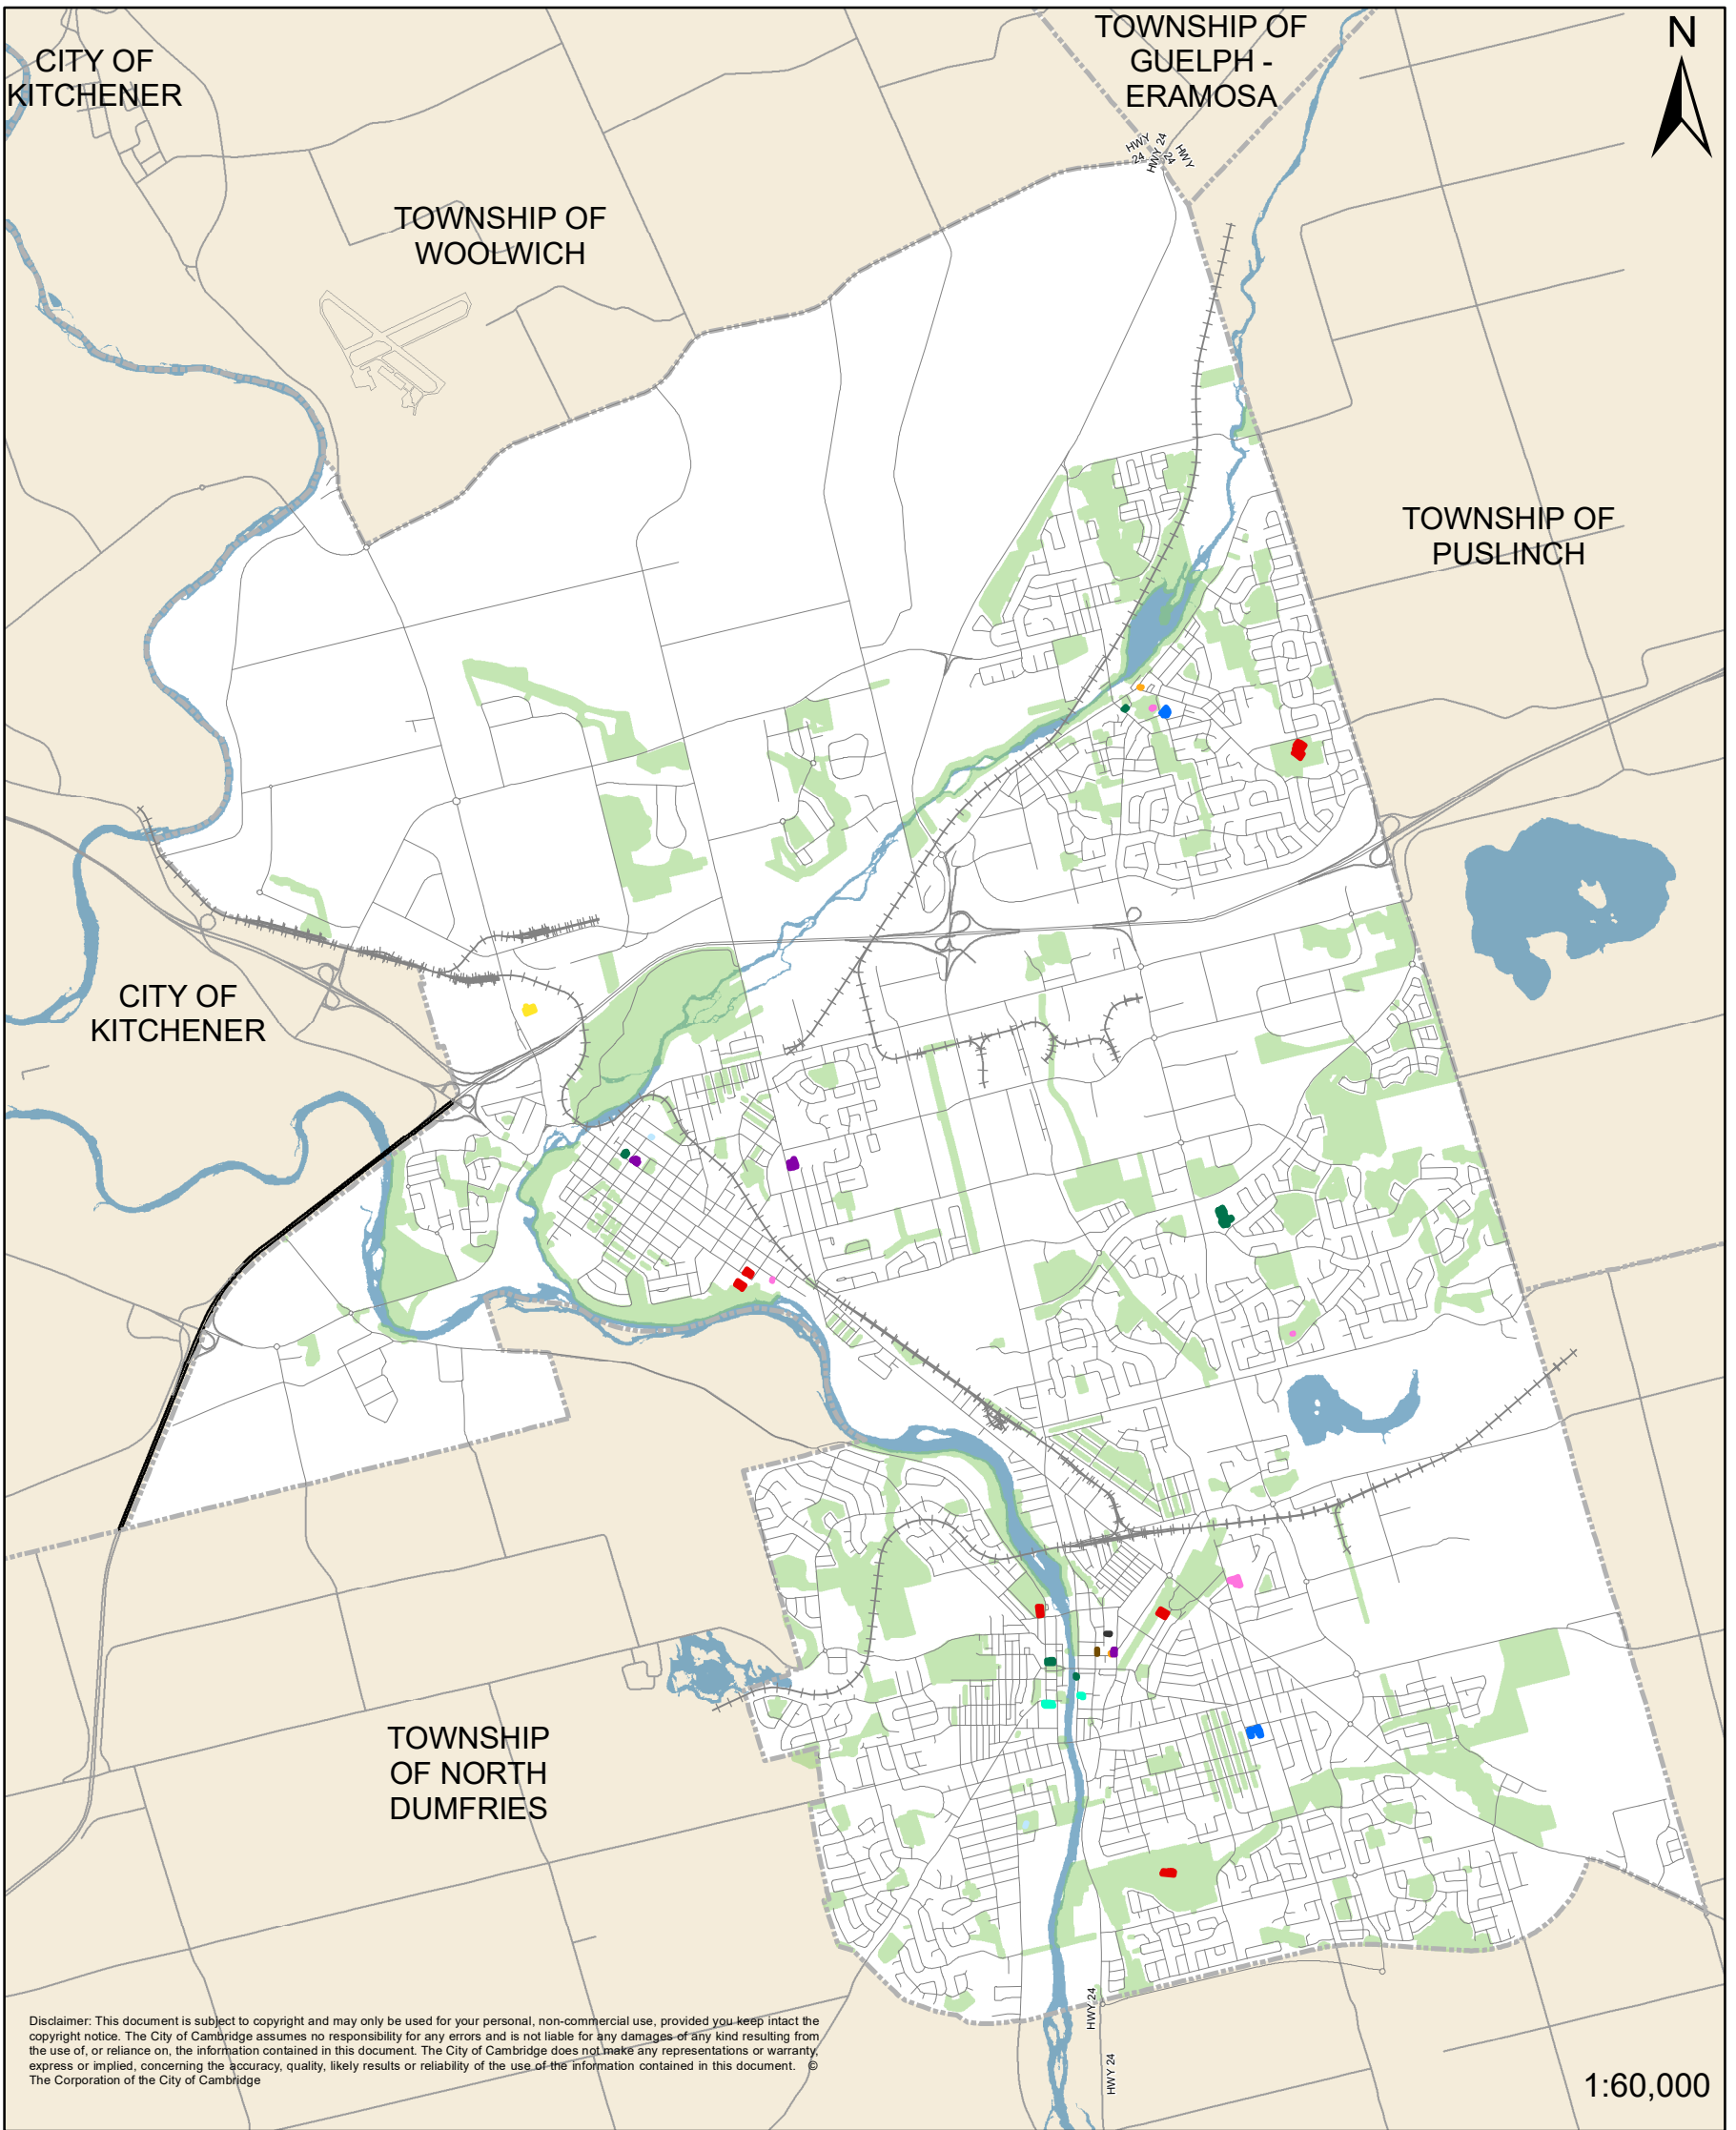 CITY OF
KITCHENER
TOWNSHIP OF
GUELPH -
ERAMOSA
N
HWY
24
HWY 24
HWY
24
TOWNSHIP OF
WOOLWICH
TOWNSHIP OF
PUSLINCH
CITY OF
KITCHENER
TOWNSHIP
OF NORTH
DUMFRIES
HWY 24
HWY 24
Disclaimer: This document is subject to copyright and may only be used for your personal, non-commercial use, provided you keep intact the
copyright notice. The City of Cambridge assumes no responsibility for any errors and is not liable for any damages of any kind resulting from
the use of, or reliance on, the information contained in this document. The City of Cambridge does not make any representations or warranty,
express or implied, concerning the accuracy, quality, likely results or reliability of the use of the information contained in this document. ©
The Corporation of the City of Cambridge
1:60,000